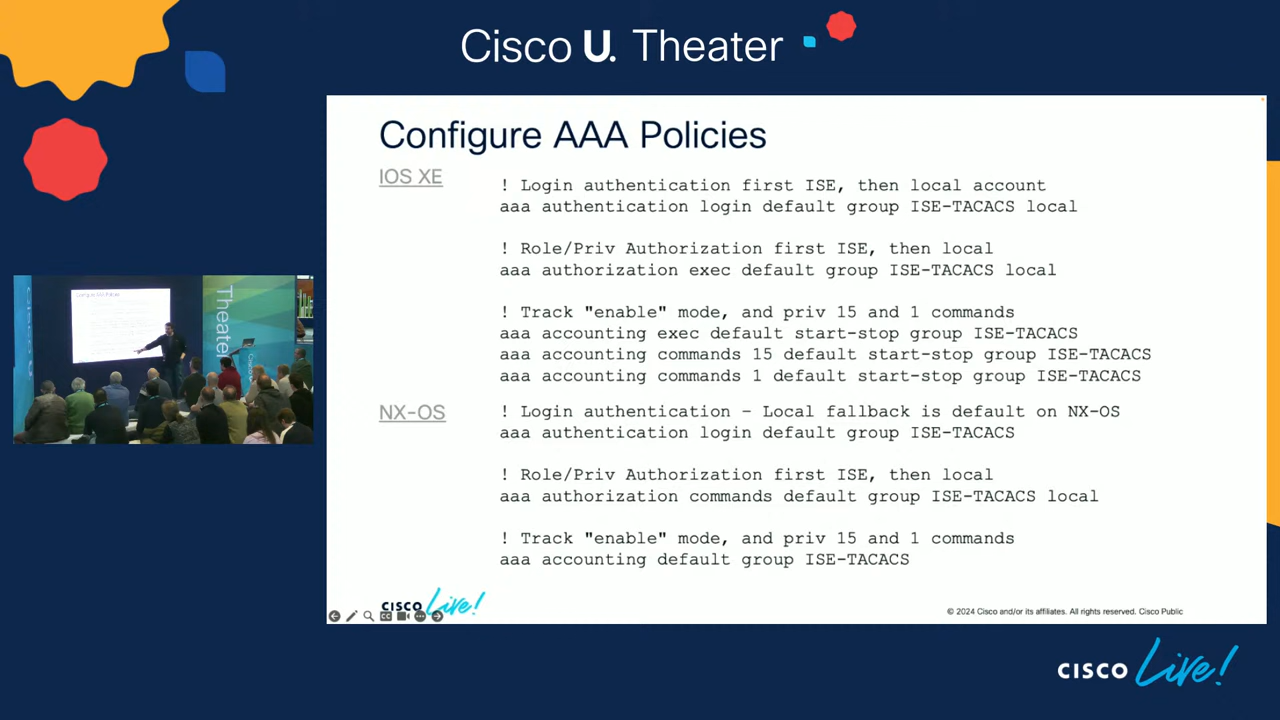 Cisco U. Theater
Configure AAA Policies
IOS XE
! Login authentication first ISE, then local account
aaa authentication login default group ISE-TACACS local
! Role/Priv Authorization first ISE, then local
aaa authorization exec default group ISE-TACACS local
! Track "enable" mode, and priv 15 and 1 commands
aaa accounting exec default start-stop group ISE-TACACS
aaa accounting commands 15 default start-stop group ISE-TACACS
aaa accounting commands 1 default start-stop group ISE-TACACS
NX-OS
! Login authentication – Local fallback is default on NX-OS
aaa authentication login default group ISE-TACACS
! Role/Priv Authorization first ISE, then local
aaa authorization commands default group ISE-TACACS local
! Track "enable" mode, and priv 15 and 1 commands
aaa accounting default group ISE-TACACS
CISCO Live!
© 2024 Cisco and/or its affiliates. All rights reserved. Cisco Public
Configure AAA Policies
Theater
CISCO Live!